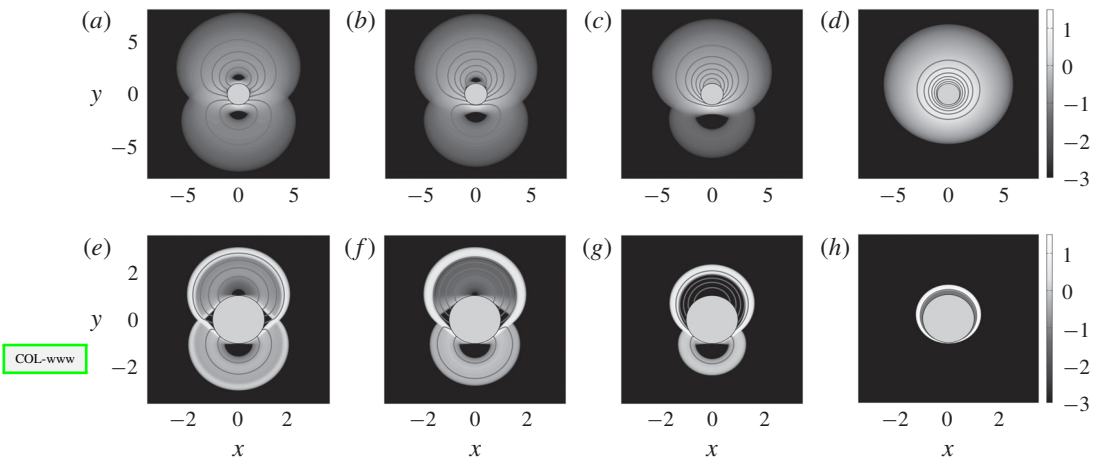 (a) (b) (c) (d)
5
y 0
−5
−5 0 5 −5 0 5 −5 0 5 −5 0 5
1
0
−1
−2
−3
(e) (f) (g) (h)
2
y 0
−2
−2 0 2 −2 0 2 −2 0 2 −2 0 2
x x x x
1
0
−1
−2
−3
COL-www